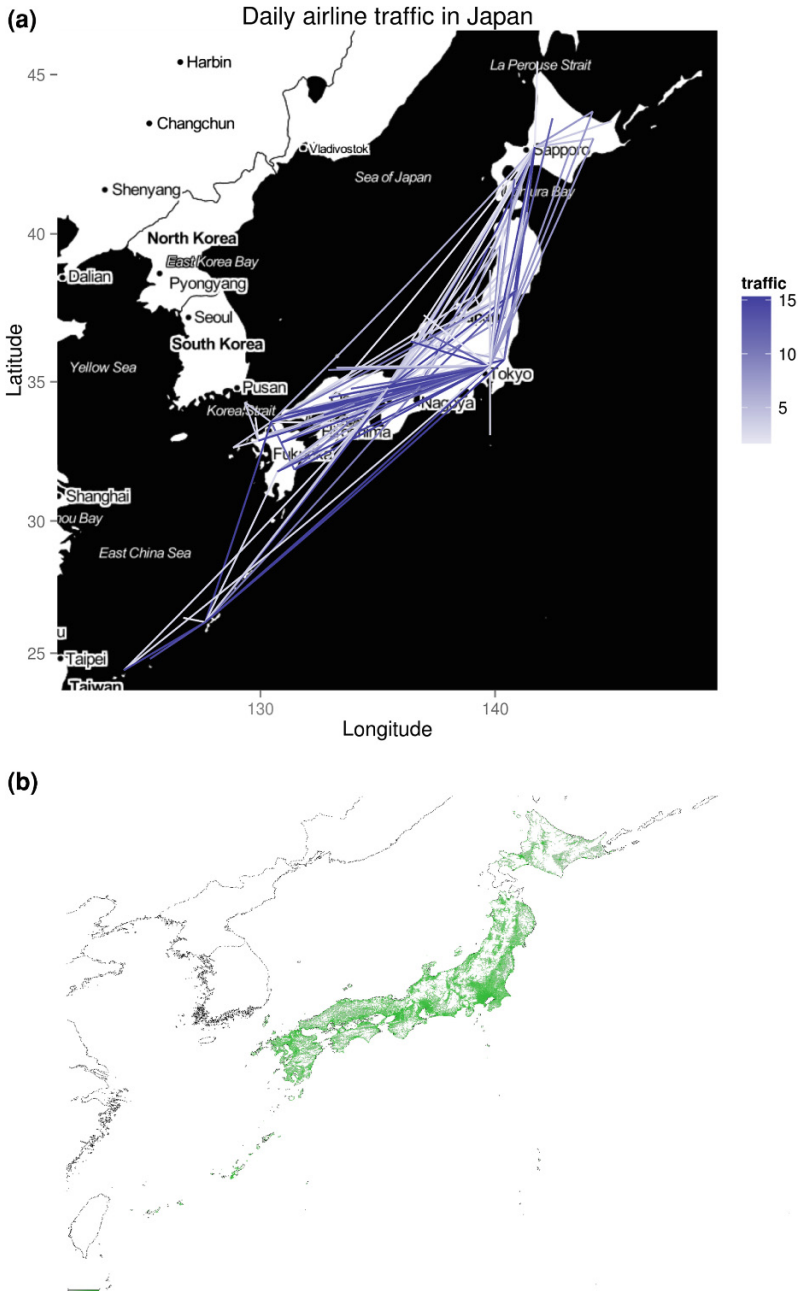 (a)
Daily airline traffic in Japan
La Perouse Strait
45
Harbin
Changchun
Vladivostok
Sapporo
Sea of Japan
Shenyang
Bay
40
North Korea
East Korea Bay
Dalian
Pyongyang
traffic
15
Seoul
South Korea
10
Latitude
Yellow Sea
Tokyo
35
Pusan
5
Korea Strait
Nagoya
Shanghai
30
East China Sea
25
Taipei
Taiwan
130
140
Longitude
(b)